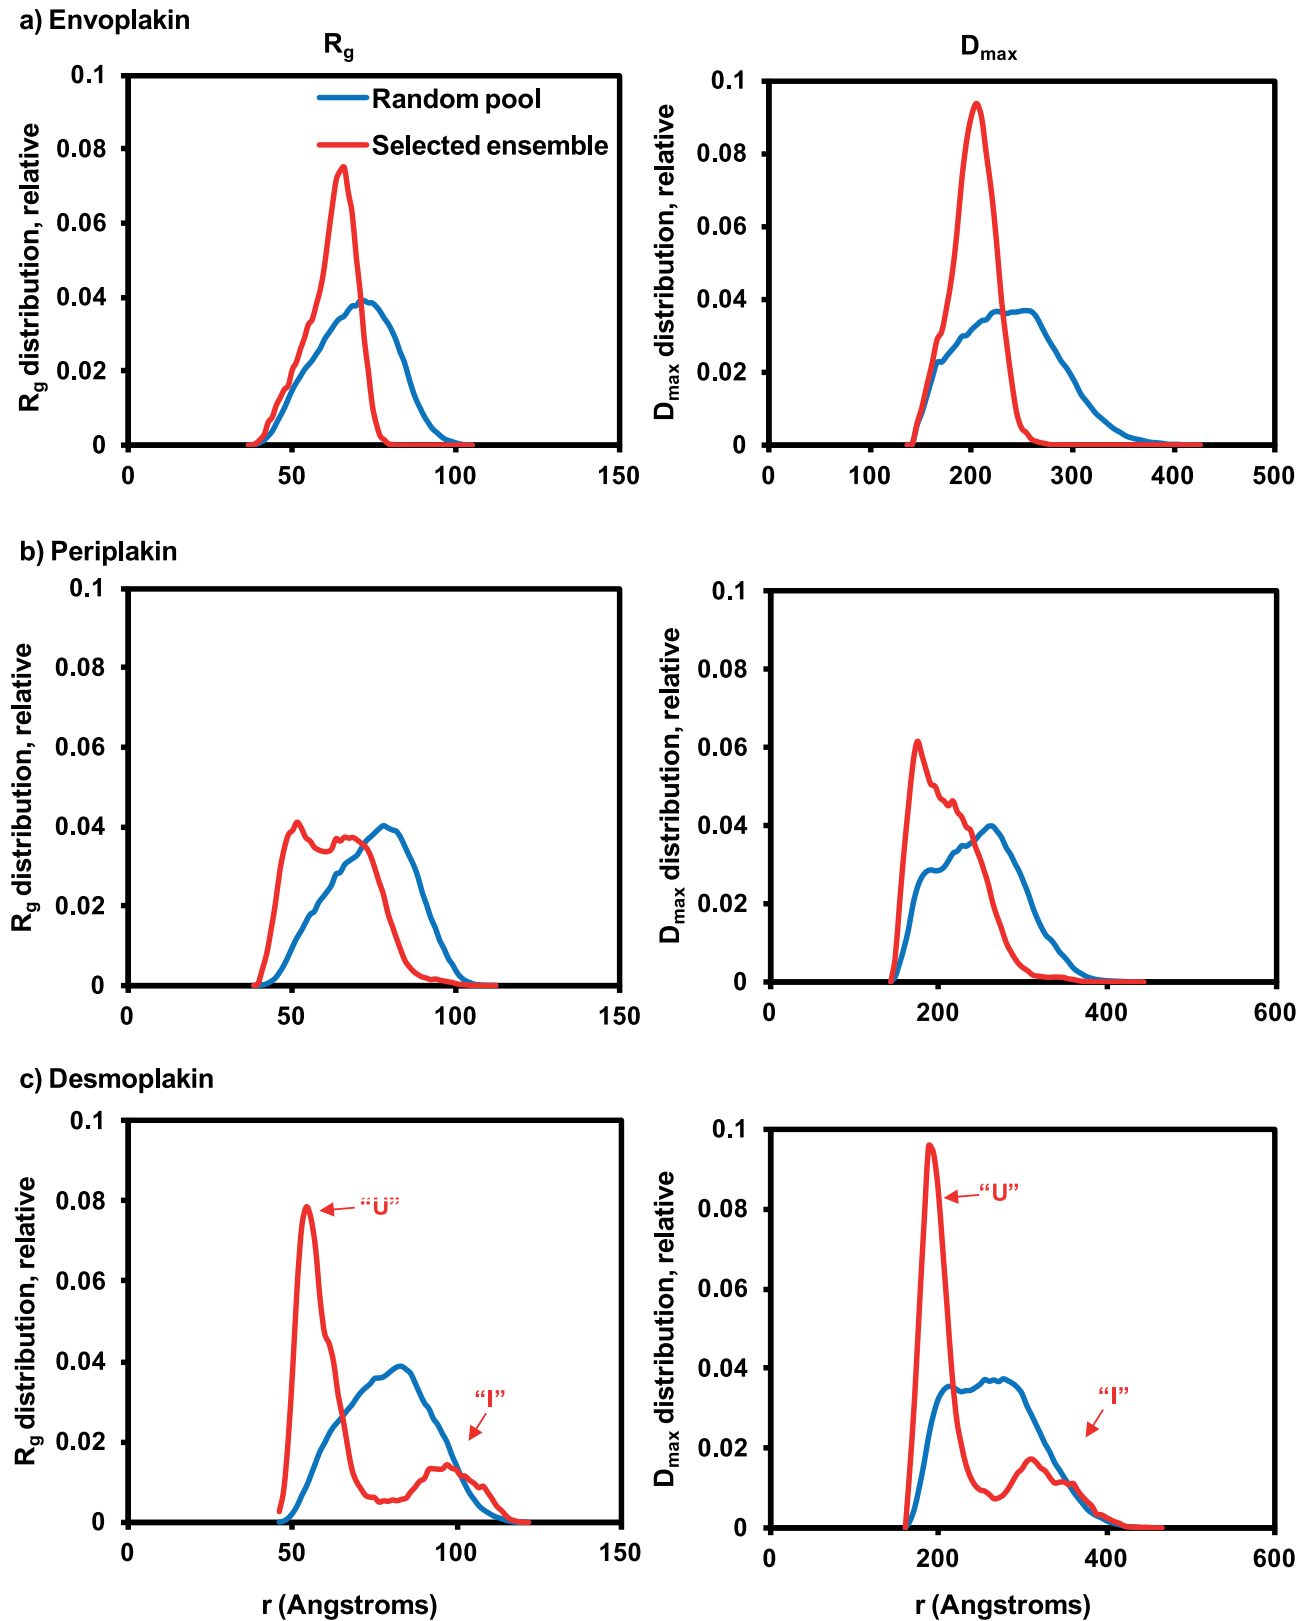 a) Envoplakin
Rg
Dmax
Random pool
Selected ensemble
Rg distribution, relative
0.1
0.08
0.06
0.04
0.02
0
0 50 100 150
Dmax distribution, relative
0.1
0.08
0.06
0.04
0.02
0
0 100 200 300 400 500
b) Periplakin
Rg distribution, relative
0.1
0.08
0.06
0.04
0.02
0
0 50 100 150
Dmax distribution, relative
0.1
0.08
0.06
0.04
0.02
0
0 200 400 600
c) Desmoplakin
Rg distribution, relative
0.1
0.08
0.06
0.04
0.02
0
“U”
“I”
0 50 100 150
r (Angstroms)
Dmax distribution, relative
0.1
0.08
0.06
0.04
0.02
0
“U”
“I”
0 200 400 600
r (Angstroms)